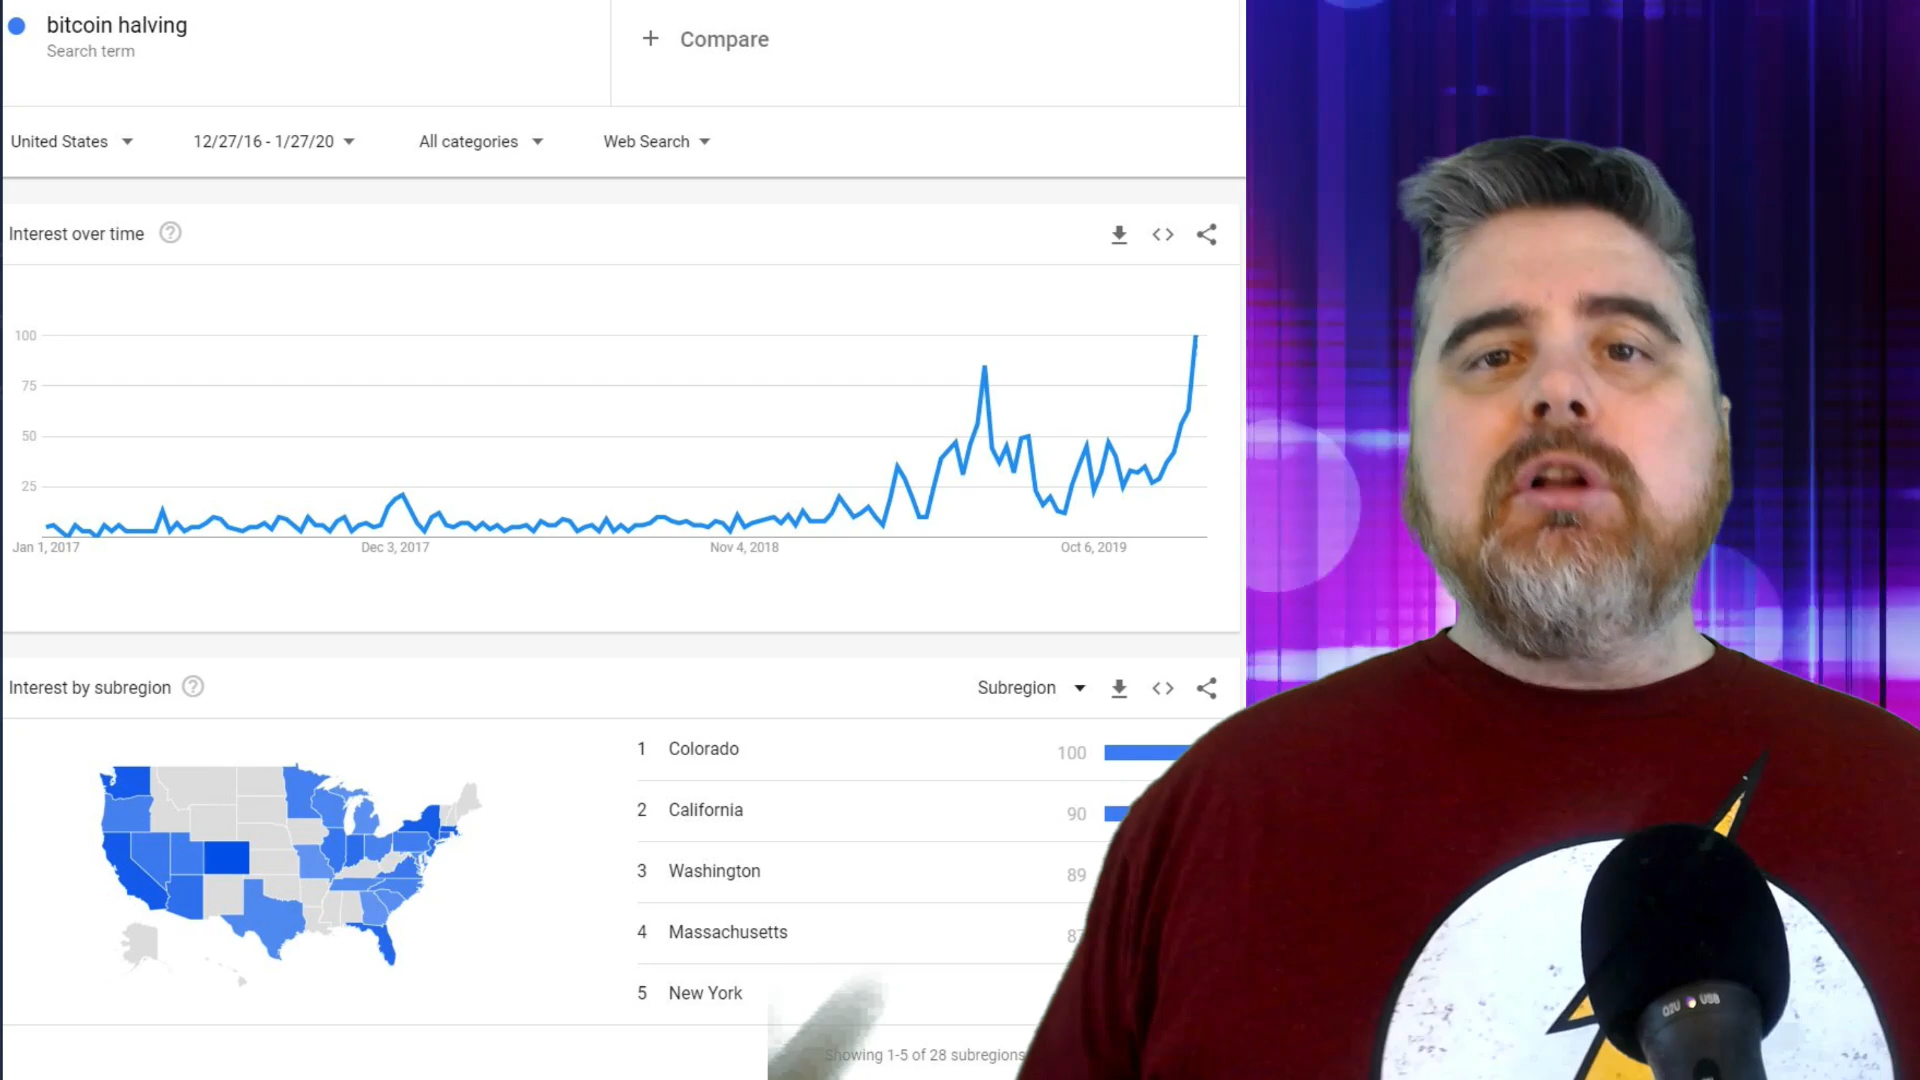 bitcoin halving
Search term
+ Compare
United States
12/27/16 - 1/27/20
All categories
Web Search
Interest over time
100
75
50
25
Jan 1, 2017
Dec 3, 2017
Nov 4, 2018
Oct 6, 2019
Interest by subregion
Subregion
1 Colorado 100
2 California 90
3 Washington 89
4 Massachusetts
5 New York
Showing 1-5 of 28 subregions
O2U USB